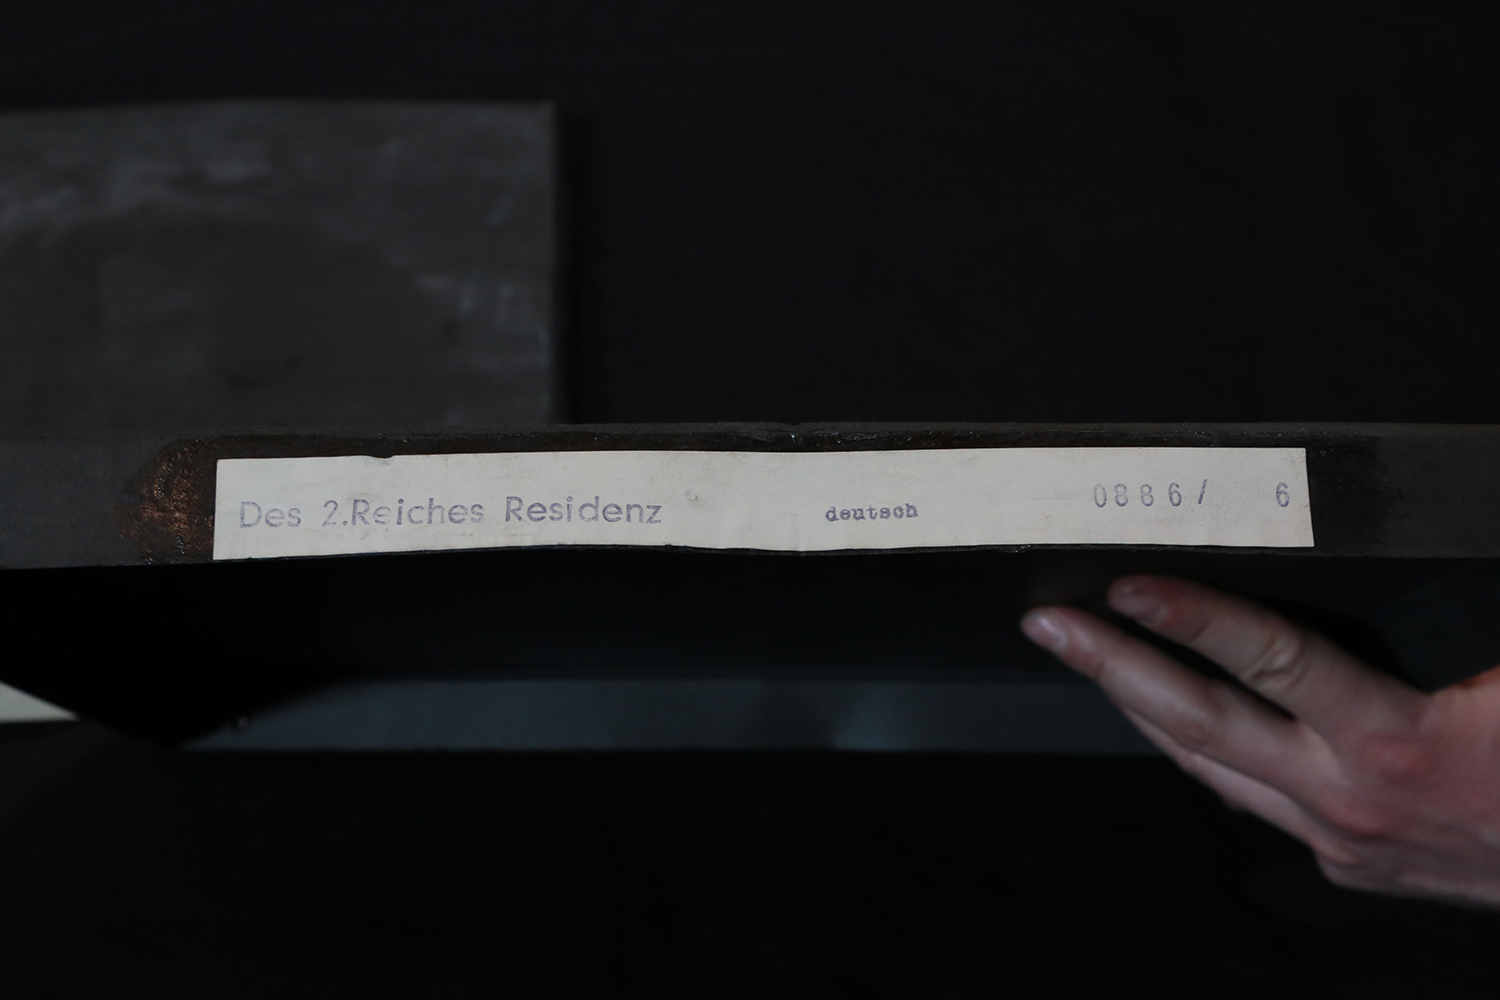 Des 2.Reiches Residenz deutsch 0886/ 6